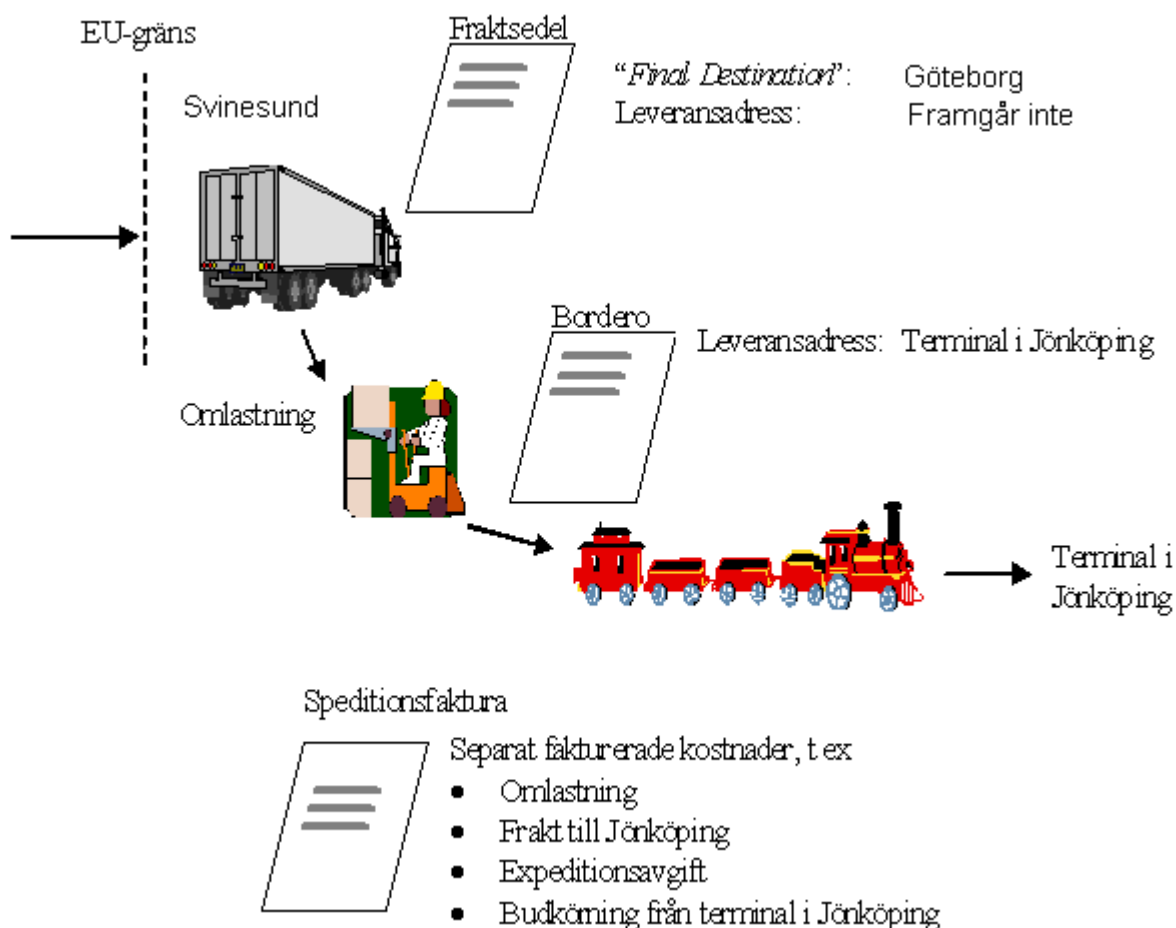 EU-gräns
Fraktsedel
"Final Destination": Göteborg
Leveransadress: Framgår inte
Svinesund
Bordero
Leveransadress: Terminal i Jönköping
Omlastning
Terminal i
Jönköping
Speditionsfaktura
Separat fakturerade kostnader, t ex
• Omlastning
• Frakt till Jönköping
• Expeditionsavgift
• Budkörning från terminal i Jönköping